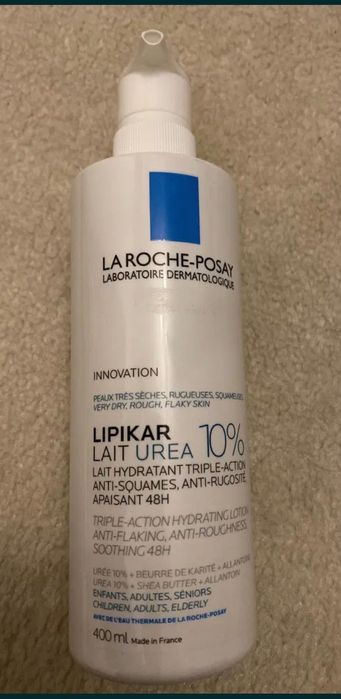 LA ROCHE-POSAY
LABORATOIRE DERMATOLOGIQUE
INNOVATION
PEAUX TRÈS SÈCHES, RUGUEUSES, SQUAMEUSES
VERY DRY, ROUGH, FLAKY SKIN
LIPIKAR
LAIT UREA 10%
LAIT HYDRATANT TRIPLE-ACTION
ANTI-SQUAMES, ANTI-RUGOSITÉ,
APAISANT 48H
TRIPLE-ACTION HYDRATING LOTION
ANTI-FLAKING, ANTI-ROUGHNESS,
SOOTHING 48H
URÉE 10% + BEURRE DE KARITÉ + ALLANTOÏNE
UREA 10% + SHEA BUTTER + ALLANTOIN
ENFANTS, ADULTES, SÉNIORS
CHILDREN, ADULTS, ELDERLY
AVEC DE L'EAU THERMALE DE LA ROCHE-POSAY
400 ml Made in France